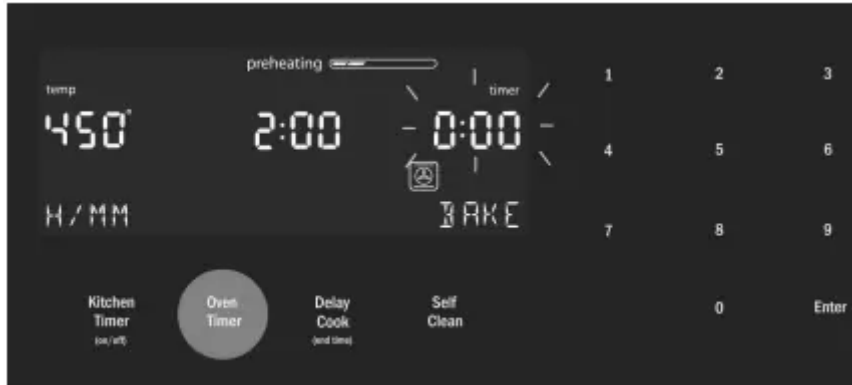 preheating
temp
timer
450°
2:00
0:00
H/MM
BAKE
1 2 3
4 5 6
7 8 9
0 Enter
Kitchen
Timer
(on/off)
Oven
Timer
Delay
Cook
(end time)
Self
Clean